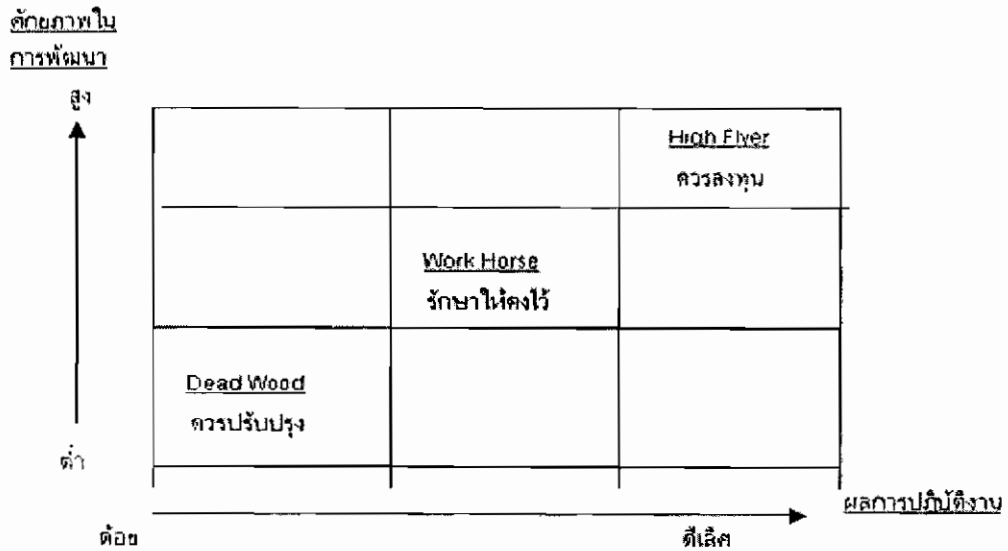 ศักยภาพใน
การพัฒนา
สูง
High Flyer
ควรลงทุน
Work Horse
รักษาให้คงไว้
Dead Wood
ควรปรับปรุง
ต่ำ
ผลการปฏิบัติงาน
ด้อย
ดีเลิศ